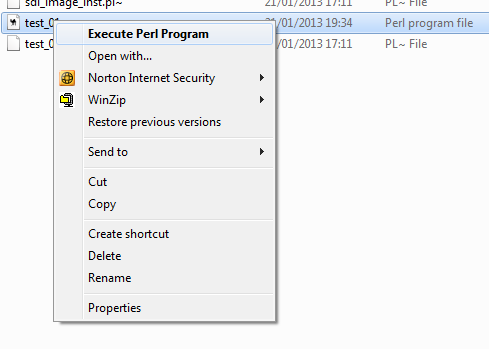 sdl_image_inst.pl~ 21/01/2013 17:11 PL~ File
test_0 21/01/2013 19:34 Perl program file
test_0 /01/2013 17:11 PL~ File
Execute Perl Program
Open with...
Norton Internet Security
WinZip
Restore previous versions
Send to
Cut
Copy
Create shortcut
Delete
Rename
Properties